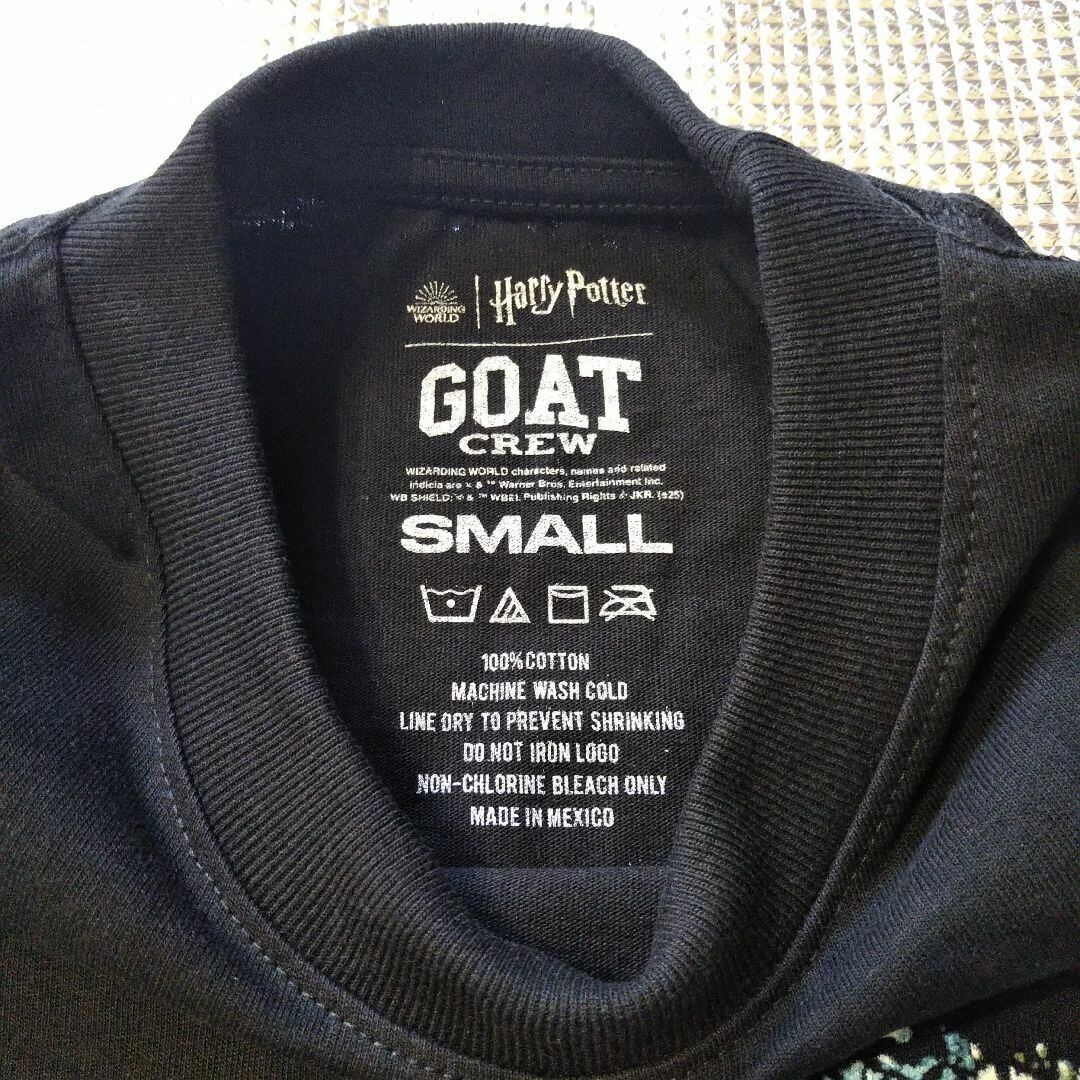 WIZARDING WORLD | Harry Potter
GOAT
CREW
WIZARDING WORLD characters, names and related
indicia are © & ™ Warner Bros. Entertainment Inc.
WB SHIELD: © & ™ WBEI. Publishing Rights © JKR. (s25)
SMALL
100% COTTON
MACHINE WASH COLD
LINE DRY TO PREVENT SHRINKING
DO NOT IRON LOGO
NON-CHLORINE BLEACH ONLY
MADE IN MEXICO